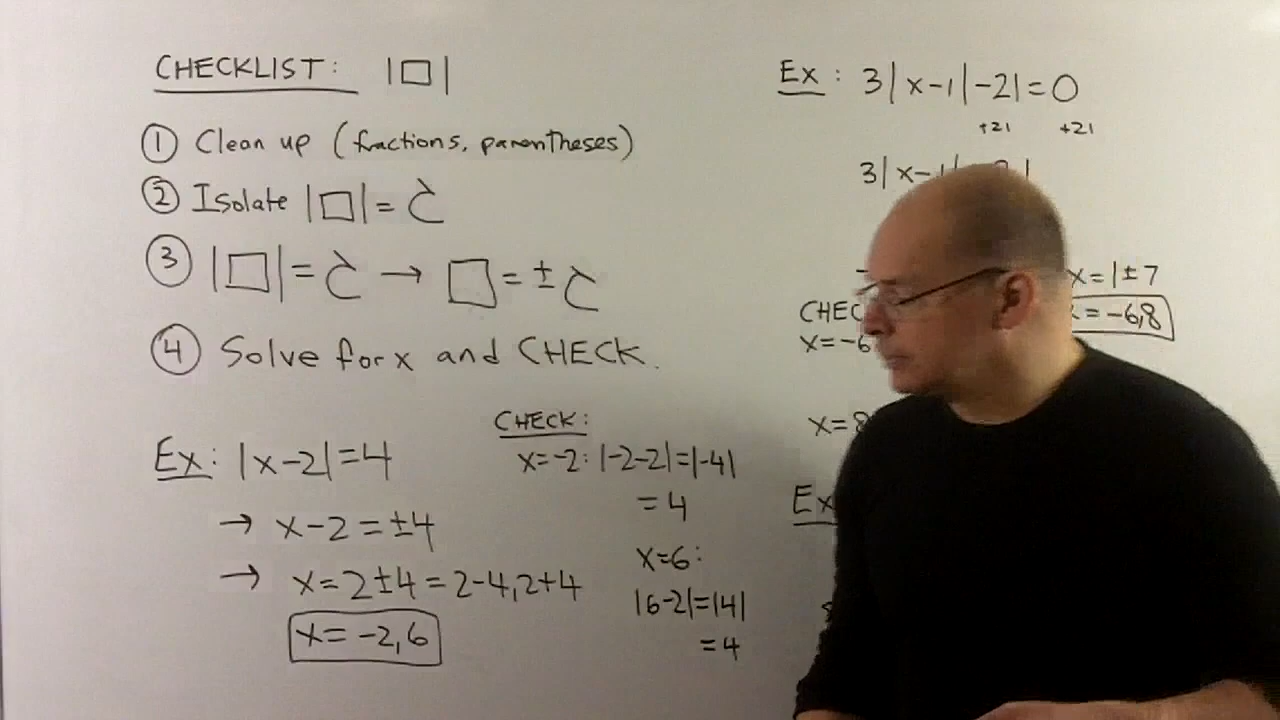 CHECKLIST: |□|
① Clean up (fractions, parentheses)
② Isolate |□| = C
③ |□| = C → □ = ± C
④ Solve for x and CHECK.
Ex: |x-2|=4
→ x-2=±4
→ x=2±4=2-4,2+4
x=-2,6
CHECK:
x=-2: |-2-2|=|-4|
=4
x=6:
|6-2|=|4|
=4
Ex: 3|x-1|-21=0
+21 +21
3|x-1|
x=1±7
x=-6,8
x=-6
x=8
Ex